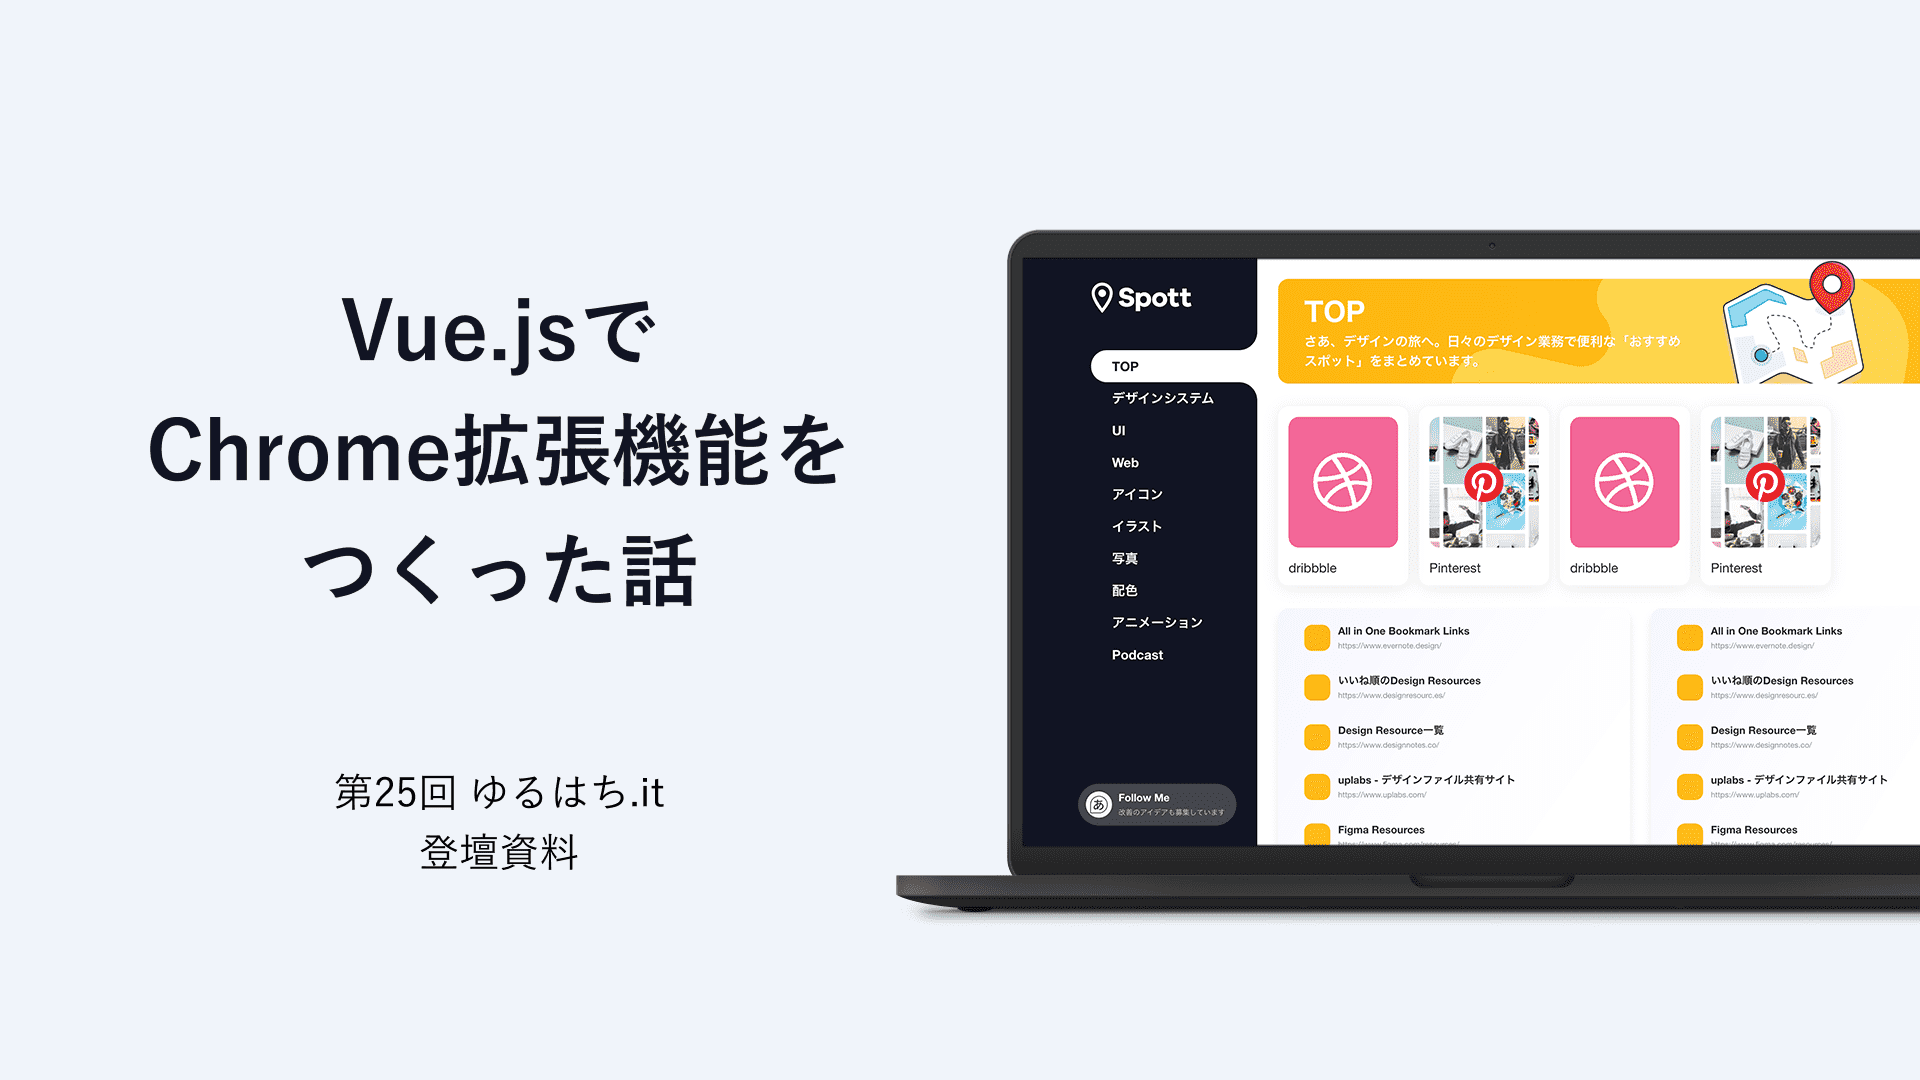 Vue.jsで
Chrome拡張機能を
つくった話
第25回 ゆるはち.it
登壇資料
Spott
TOP
デザインシステム
UI
Web
アイコン
イラスト
写真
配色
アニメーション
Podcast
あ
Follow Me
改善のアイデアも募集しています
TOP
さあ、デザインの旅へ。日々のデザイン業務で便利な「おすすめ
スポット」をまとめています。
dribbble
Pinterest
dribbble
Pinterest
All in One Bookmark Links
https://www.evernote.design/
いいね順のDesign Resources
https://www.designresourc.es/
Design Resource一覧
https://www.designnotes.co/
uplabs - デザインファイル共有サイト
https://www.uplabs.com/
Figma Resources
https://www.figma.com/resources/
All in One Bookmark Links
https://www.evernote.design/
いいね順のDesign Resources
https://www.designresourc.es/
Design Resource一覧
https://www.designnotes.co/
uplabs - デザインファイル共有サイト
https://www.uplabs.com/
Figma Resources
https://www.figma.com/resources/